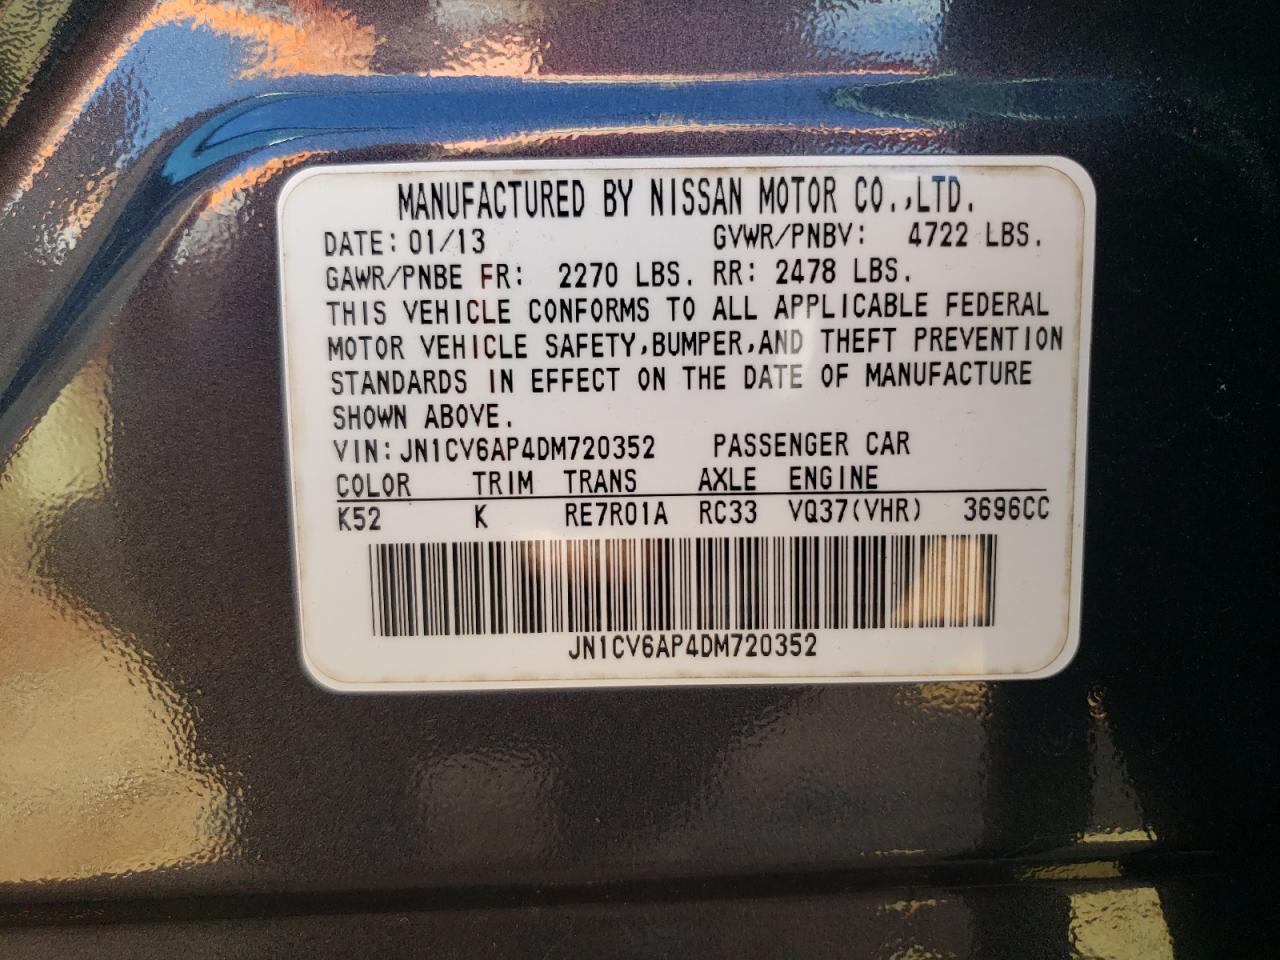 MANUFACTURED BY NISSAN MOTOR CO.,LTD.
DATE: 01/13 GVWR/PNBV: 4722 LBS.
GAWR/PNBE FR: 2270 LBS. RR: 2478 LBS.
THIS VEHICLE CONFORMS TO ALL APPLICABLE FEDERAL
MOTOR VEHICLE SAFETY,BUMPER,AND THEFT PREVENTION
STANDARDS IN EFFECT ON THE DATE OF MANUFACTURE
SHOWN ABOVE.
VIN:JN1CV6AP4DM720352 PASSENGER CAR
COLOR TRIM TRANS AXLE ENGINE
K52 K RE7R01A RC33 VQ37(VHR) 3696CC
JN1CV6AP4DM720352